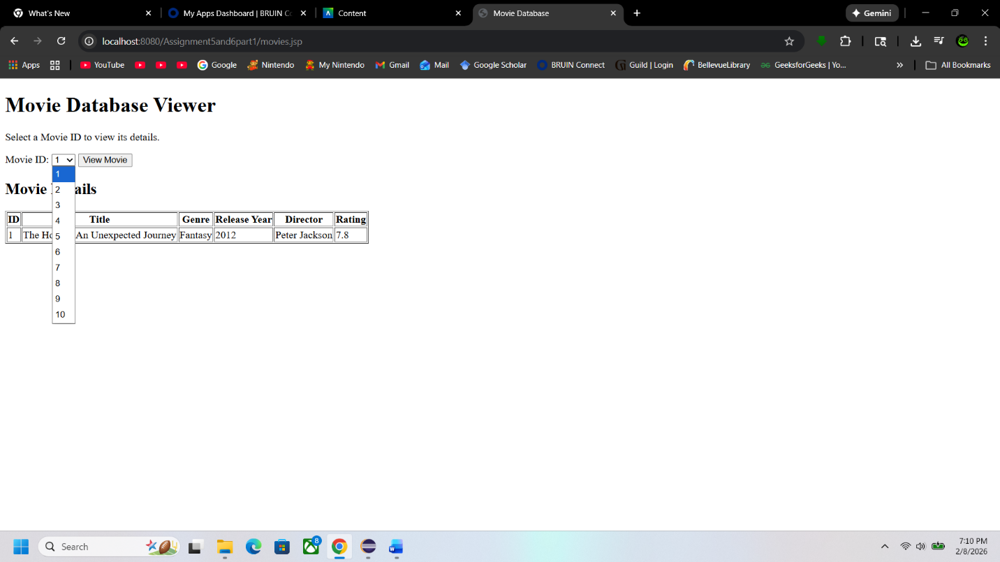 What's New
My Apps Dashboard | BRUIN Co
Content
Movie Database
Gemini
localhost:8080/Assignment5and6part1/movies.jsp
Apps
YouTube
Google
Nintendo
My Nintendo
Gmail
Mail
Google Scholar
BRUIN Connect
Guild | Login
BellevueLibrary
GeeksforGeeks | Yo...
»
All Bookmarks
Movie Database Viewer
Select a Movie ID to view its details.
Movie ID: 1 View Movie
1
2
3
4
5
6
7
8
9
10
Movie ails
ID Title Genre Release Year Director Rating
1 The Ho An Unexpected Journey Fantasy 2012 Peter Jackson 7.8
Search
8
7:10 PM
2/8/2026